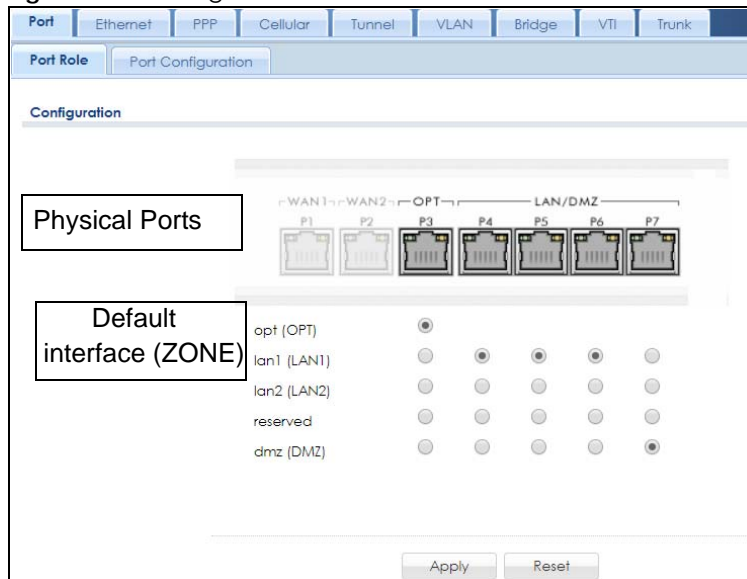 Port Ethernet PPP Cellular Tunnel VLAN Bridge VTI Trunk
Port Role Port Configuration
Configuration
WAN1 WAN2 OPT LAN/DMZ
P1 P2 P3 P4 P5 P6 P7
Physical Ports
Default
interface (ZONE)
opt (OPT)
lan1 (LAN1)
lan2 (LAN2)
reserved
dmz (DMZ)
Apply Reset